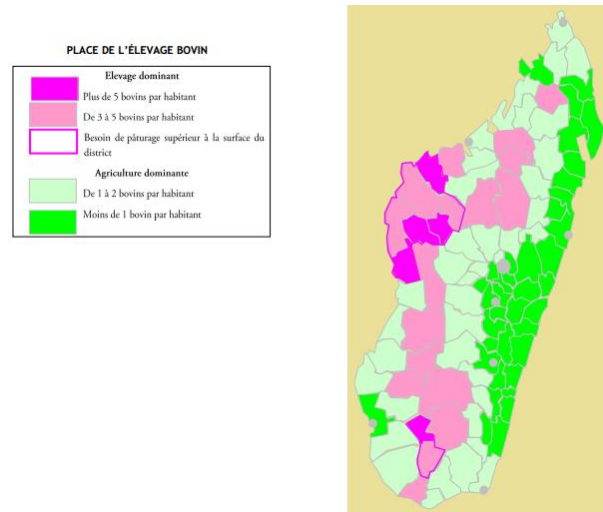 PLACE DE L'ÉLEVAGE BOVIN
Elevage dominant
Plus de 5 bovins par habitant
De 3 à 5 bovins par habitant
Besoin de pâturage supérieur à la surface du
district
Agriculture dominante
De 1 à 2 bovins par habitant
Moins de 1 bovin par habitant